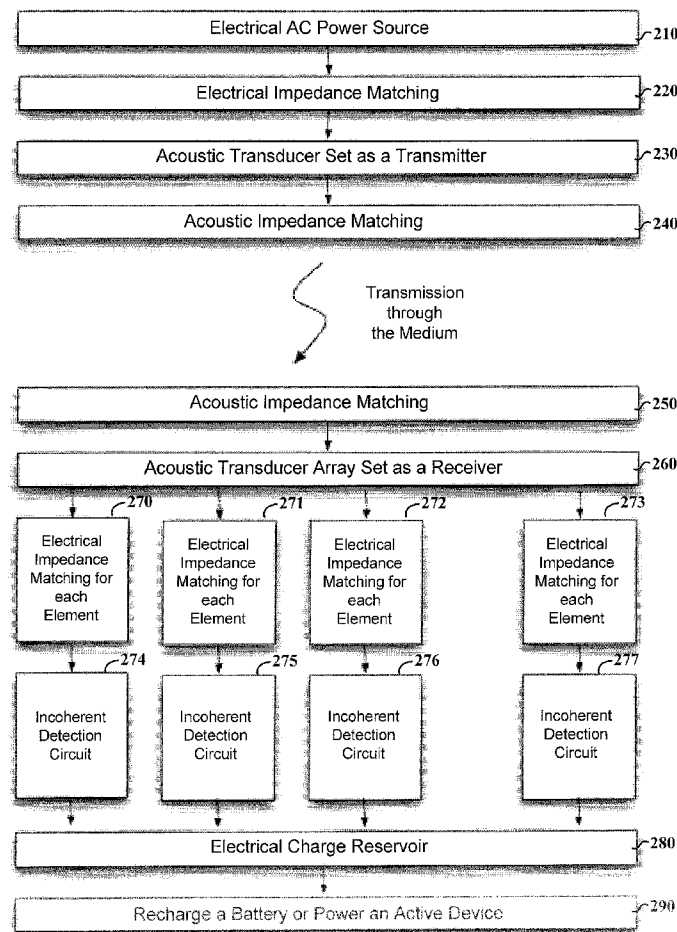 Electrical AC Power Source
210
Electrical Impedance Matching
220
Acoustic Transducer Set as a Transmitter
230
Acoustic Impedance Matching
240
Transmission
through
the Medium
Acoustic Impedance Matching
250
Acoustic Transducer Array Set as a Receiver
260
270
271
272
273
Electrical
Impedance
Matching for
each
Element
Electrical
Impedance
Matching for
each
Element
Electrical
Impedance
Matching for
each
Element
Electrical
Impedance
Matching for
each
Element
274
275
276
277
Incoherent
Detection
Circuit
Incoherent
Detection
Circuit
Incoherent
Detection
Circuit
Incoherent
Detection
Circuit
Electrical Charge Reservoir
280
Recharge a Battery or Power an Active Device
290